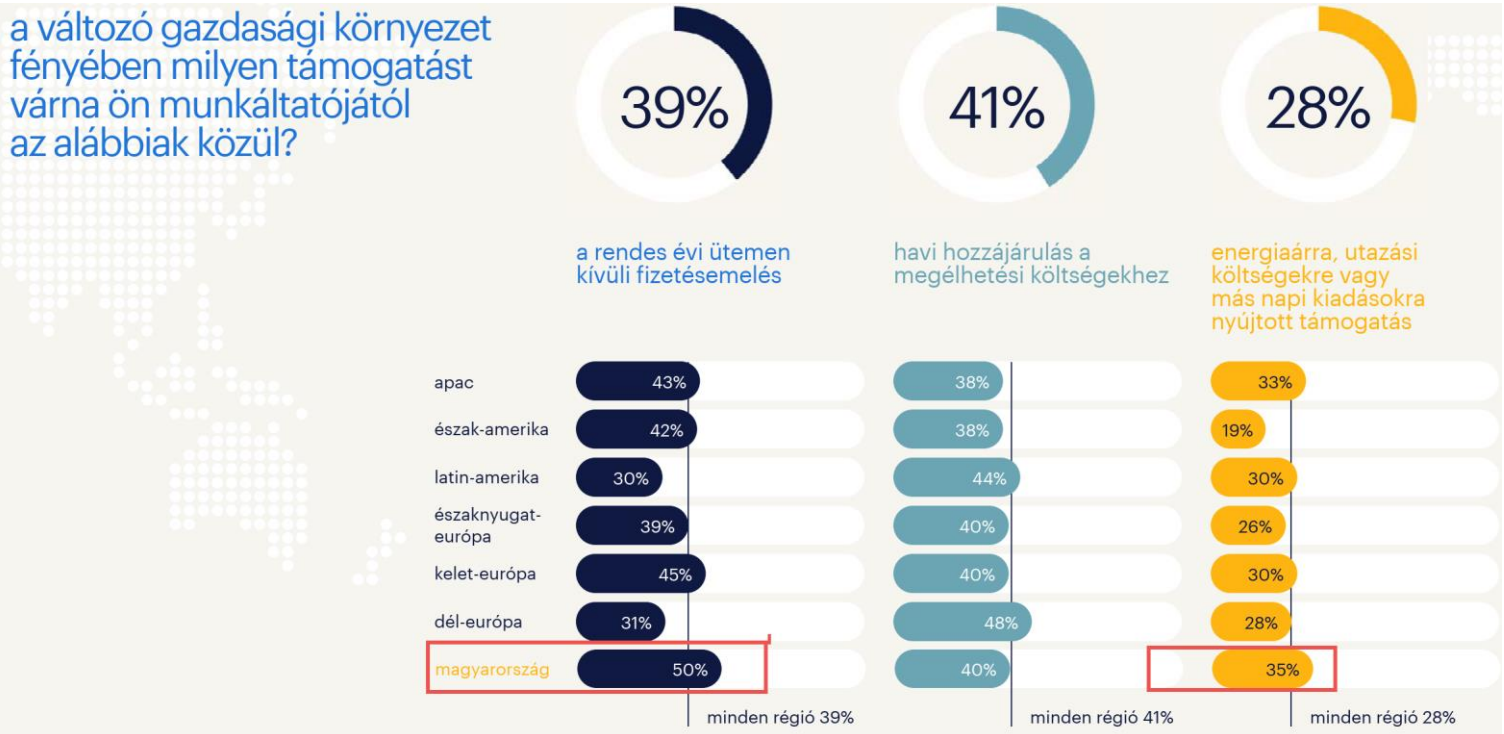 a változó gazdasági környezet
fényében milyen támogatást
várna ön munkáltatójától
az alábbiak közül?
39%
41%
28%
a rendes évi ütemen
kívüli fizetésemelés
havi hozzájárulás a
megélhetési költségekhez
energiaárra, utazási
költségekre vagy
más napi kiadásokra
nyújtott támogatás
apac 43% 38% 33%
észak-amerika 42% 38% 19%
latin-amerika 30% 44% 30%
északnyugat-
európa 39% 40% 26%
kelet-európa 45% 40% 30%
dél-európa 31% 48% 28%
magyarország 50% 40% 35%
minden régió 39% minden régió 41% minden régió 28%